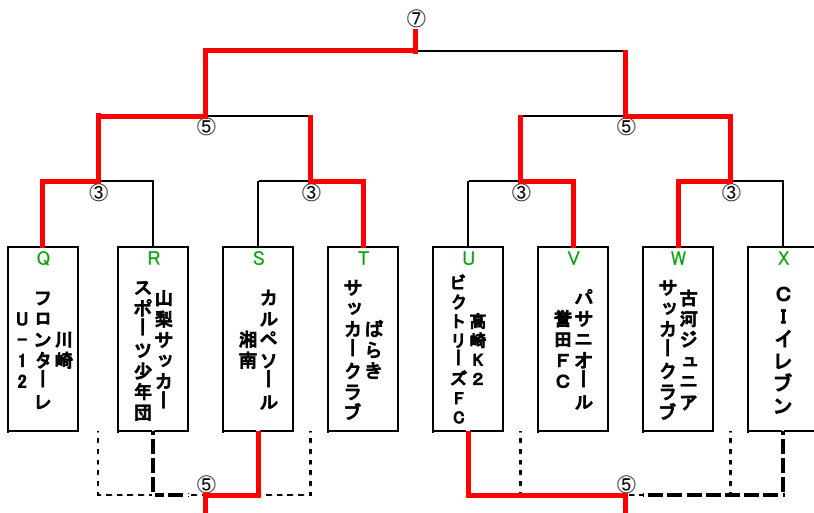 ⑦
⑤
⑤
③
③
③
③
Q
川崎
フロンターレ
U-12
R
山梨サッカー
スポーツ少年団
S
カルペソール
湘南
T
ばらき
サッカークラブ
U
高崎K2
ビクトリーズFC
V
パサニオール
誉田FC
W
古河ジュニア
サッカークラブ
X
CIイレブン
⑤
⑤